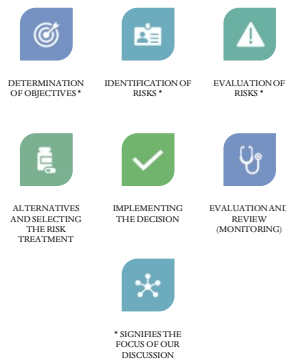 DETERMINATION
OF OBJECTIVES *
IDENTIFICATION OF
RISKS *
EVALUATION OF
RISKS *
ALTERNATIVES
AND SELECTING
THE RISK
TREATMENT
IMPLEMENTING
THE DECISION
EVALUATION AND
REVIEW
(MONITORING)
* SIGNIFIES THE
FOCUS OF OUR
DISCUSSION